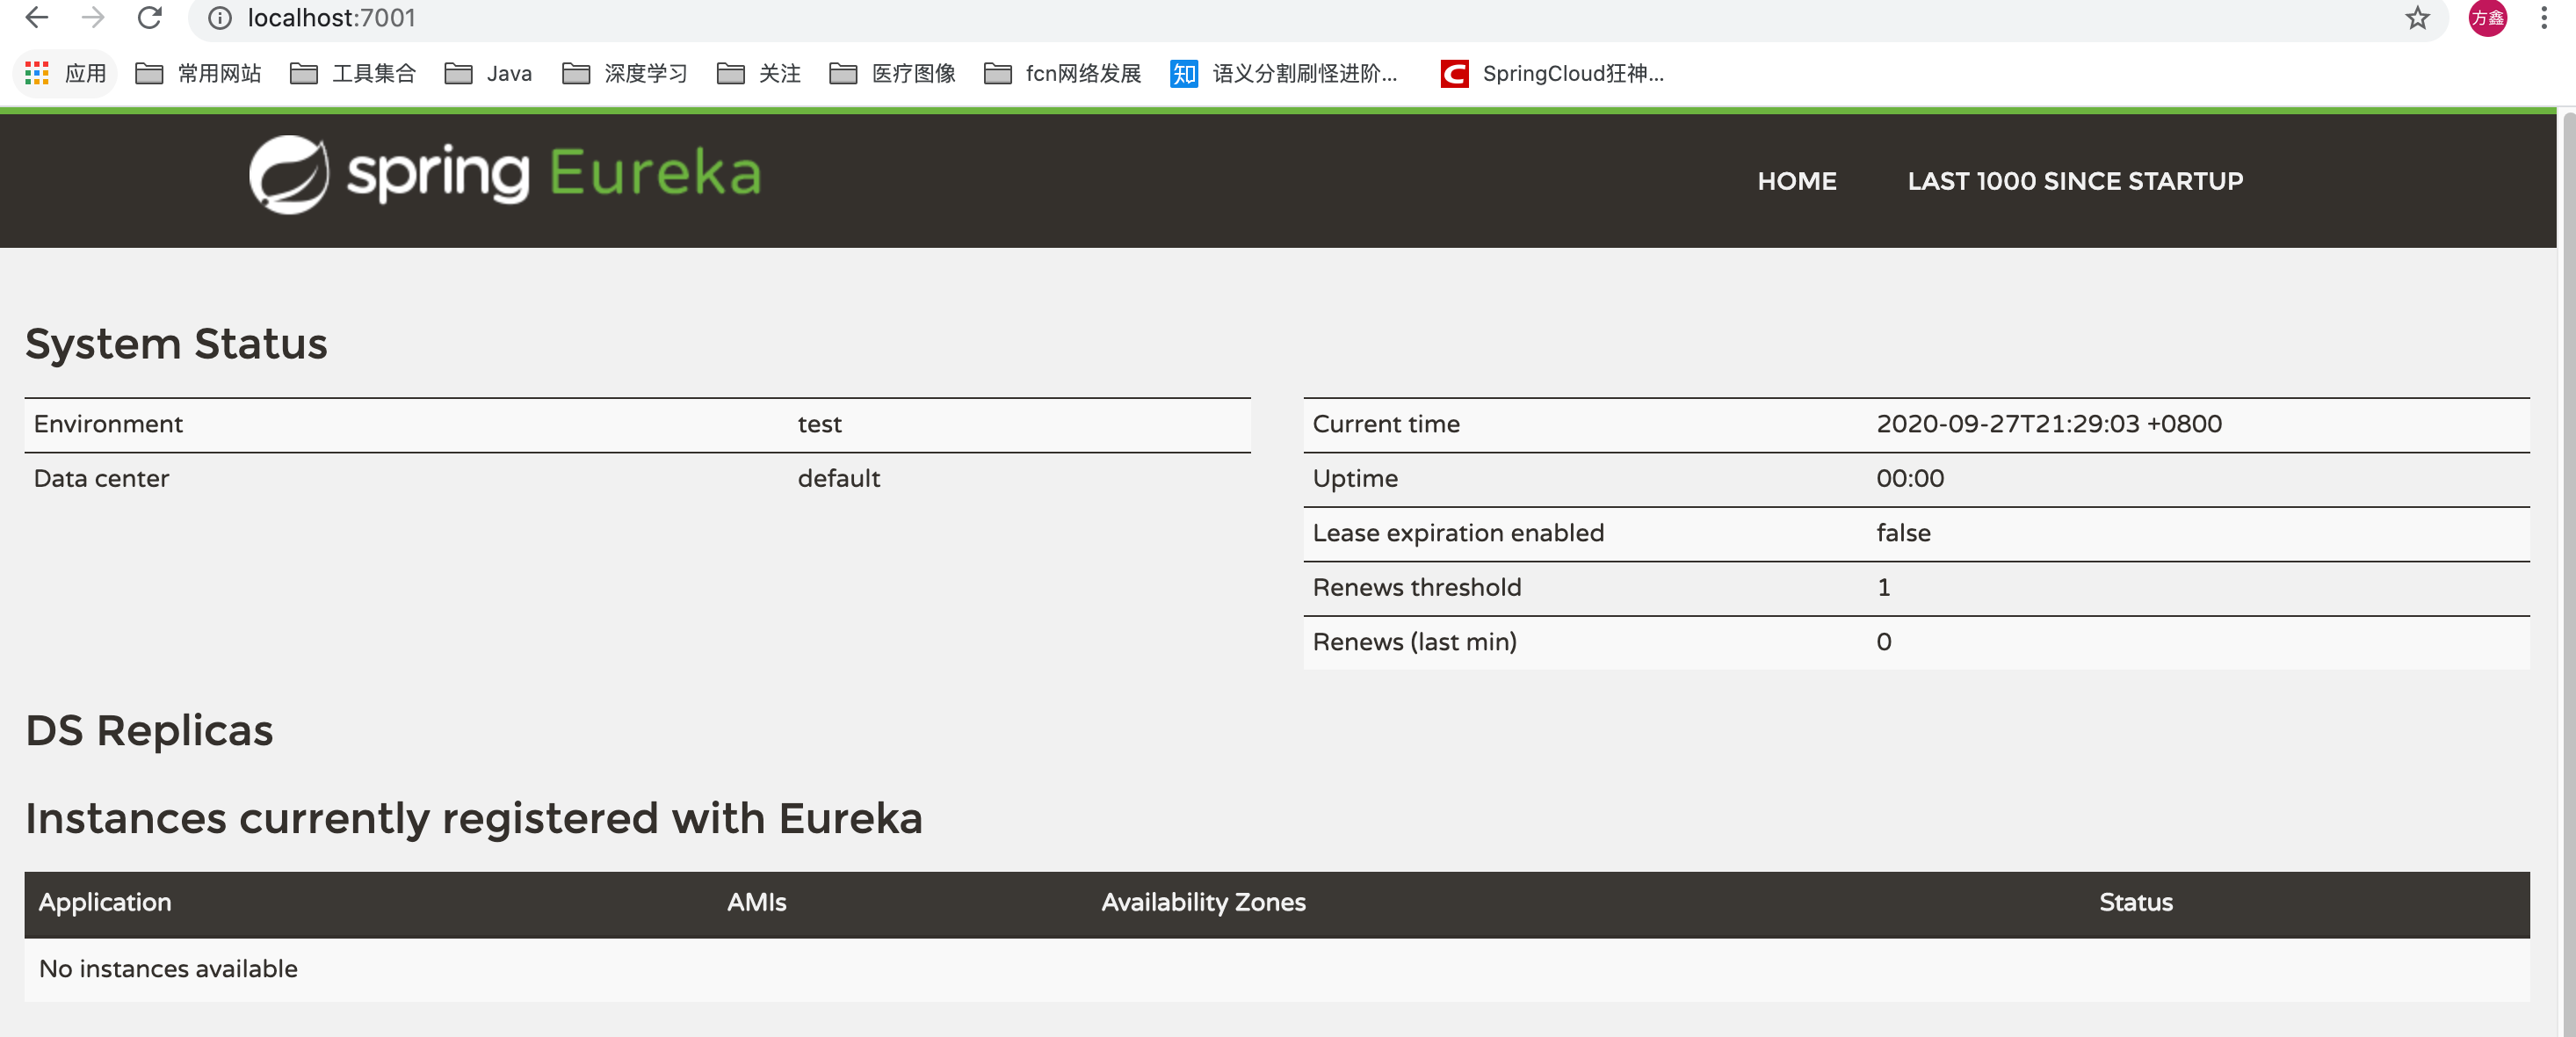 localhost:7001
方鑫
应用 常用网站 工具集合 Java 深度学习 关注 医疗图像 fcn网络发展 知 语义分割刷怪进阶... C SpringCloud狂神...
spring Eureka
HOME LAST 1000 SINCE STARTUP
System Status
Environment test
Data center default
Current time 2020-09-27T21:29:03 +0800
Uptime 00:00
Lease expiration enabled false
Renews threshold 1
Renews (last min) 0
DS Replicas
Instances currently registered with Eureka
Application AMIs Availability Zones Status
No instances available